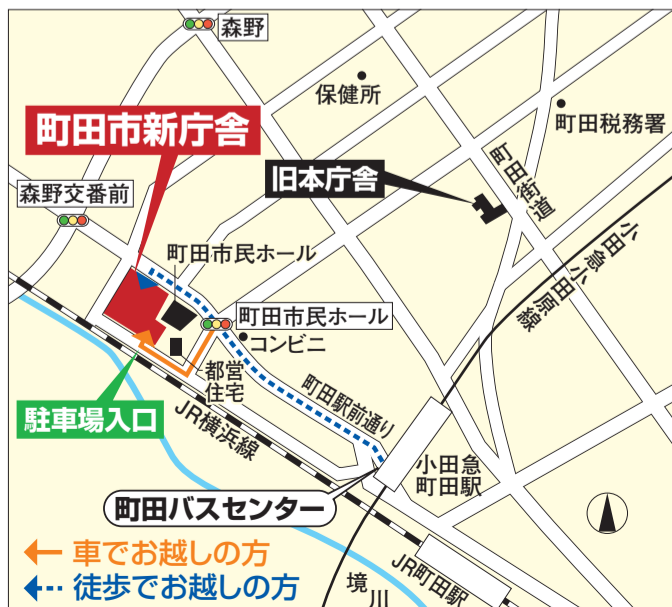 森野
保健所
町田市新庁舎
町田税務署
旧本庁舎
町田街道
森野交番前
小田急小田原線
町田市民ホール
町田市民ホール
コンビニ
都営
住宅
町田駅前通り
駐車場入口
JR横浜線
小田急
町田駅
町田バスセンター
車でお越しの方
徒歩でお越しの方
JR町田駅
境川